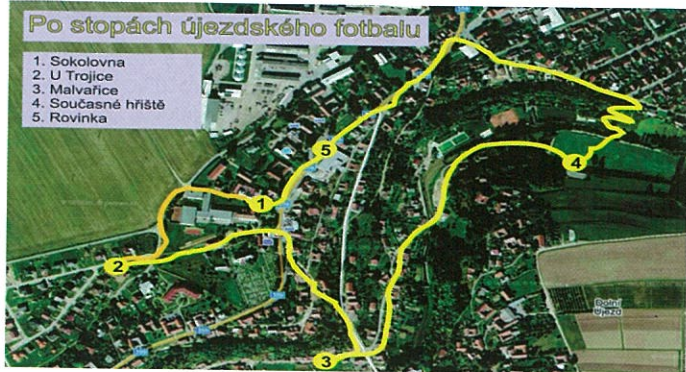 Po stopách újezdského fotbalu
1. Sokolovna
2. U Trojice
3. Malvařice
4. Současné hřiště
5. Rovinka
5
1
4
2
3
Dolní
Újezd